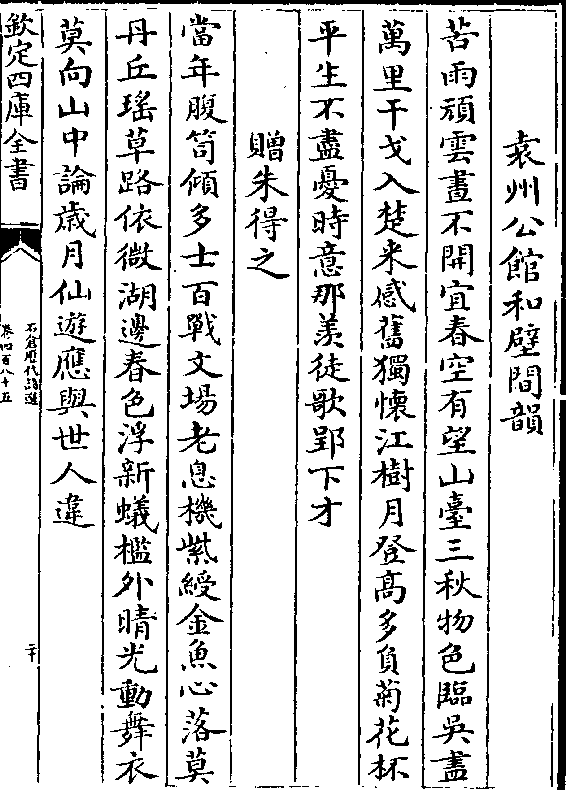 袁州公館和壁間韻
苦雨頑雲晝不開宜春空有望山臺三秋物色臨吳盡
萬里干戈入楚来感舊獨懷江樹月登髙多負菊花杯
平生不盡憂時意那羡徒歌郢下才
贈朱得之
當年腹笥傾多士百戰文場老息機紫綬金魚心落莫
丹丘瑤草路依微湖邊春色浮新蟻檻外晴光動舞衣
莫向山中論歲月仙遊應與世人違
欽定四庫全書
石倉歷代詩選
卷四百八十五
二十